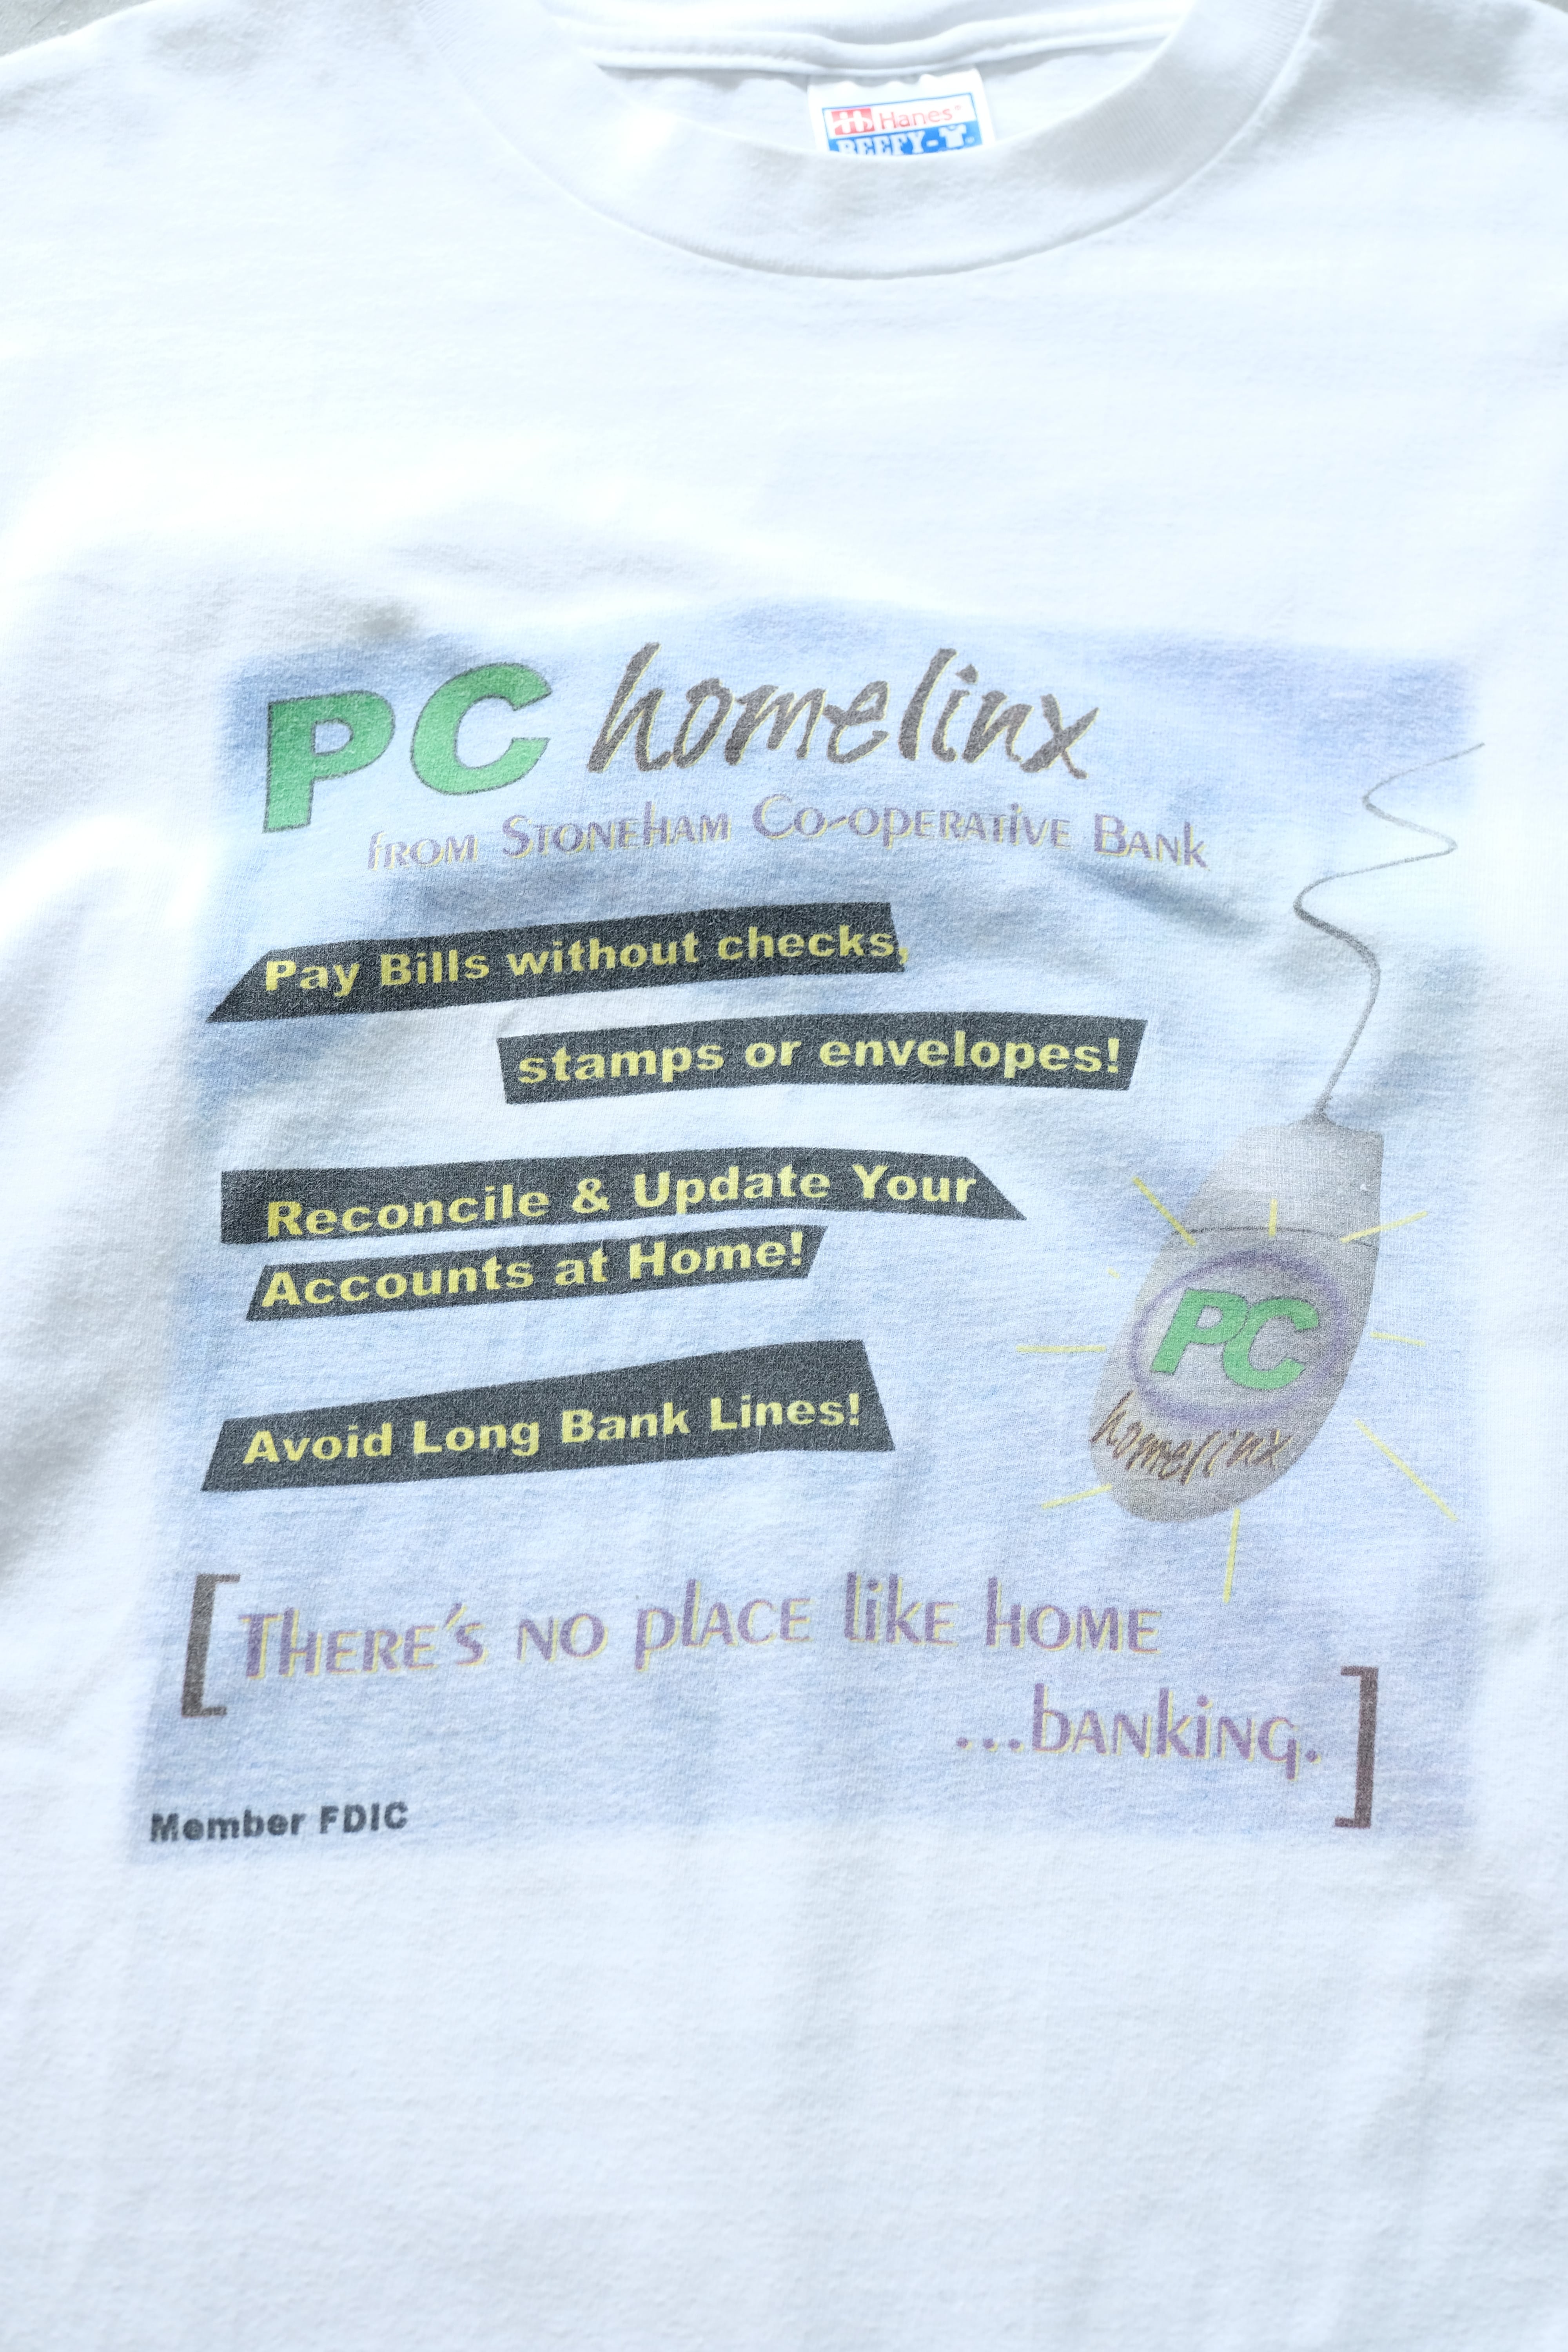 Hanes®
BEEFY-T®
PC homelinx
from Stoneham Co-operative Bank
Pay Bills without checks,
stamps or envelopes!
Reconcile & Update Your
Accounts at Home!
Avoid Long Bank Lines!
PC
homelinx
[There's no place like home
...banking.]
Member FDIC